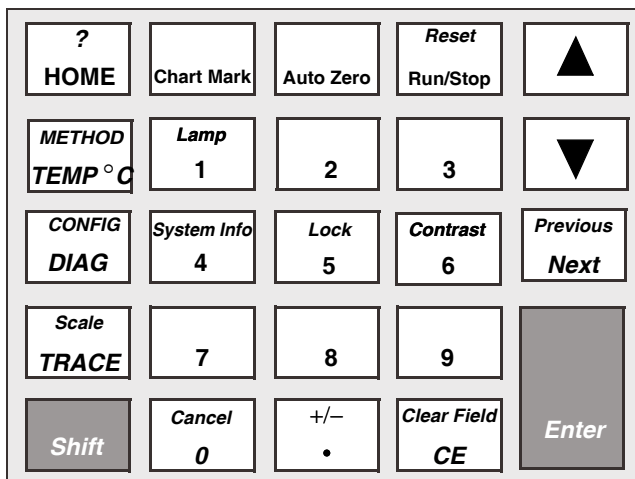 ?
HOME
Chart Mark
Auto Zero
Reset
Run/Stop
▲
METHOD
TEMP °C
Lamp
1
2
3
▼
CONFIG
DIAG
System Info
4
Lock
5
Contrast
6
Previous
Next
Scale
TRACE
7
8
9
Enter
Shift
Cancel
0
+/−
•
Clear Field
CE